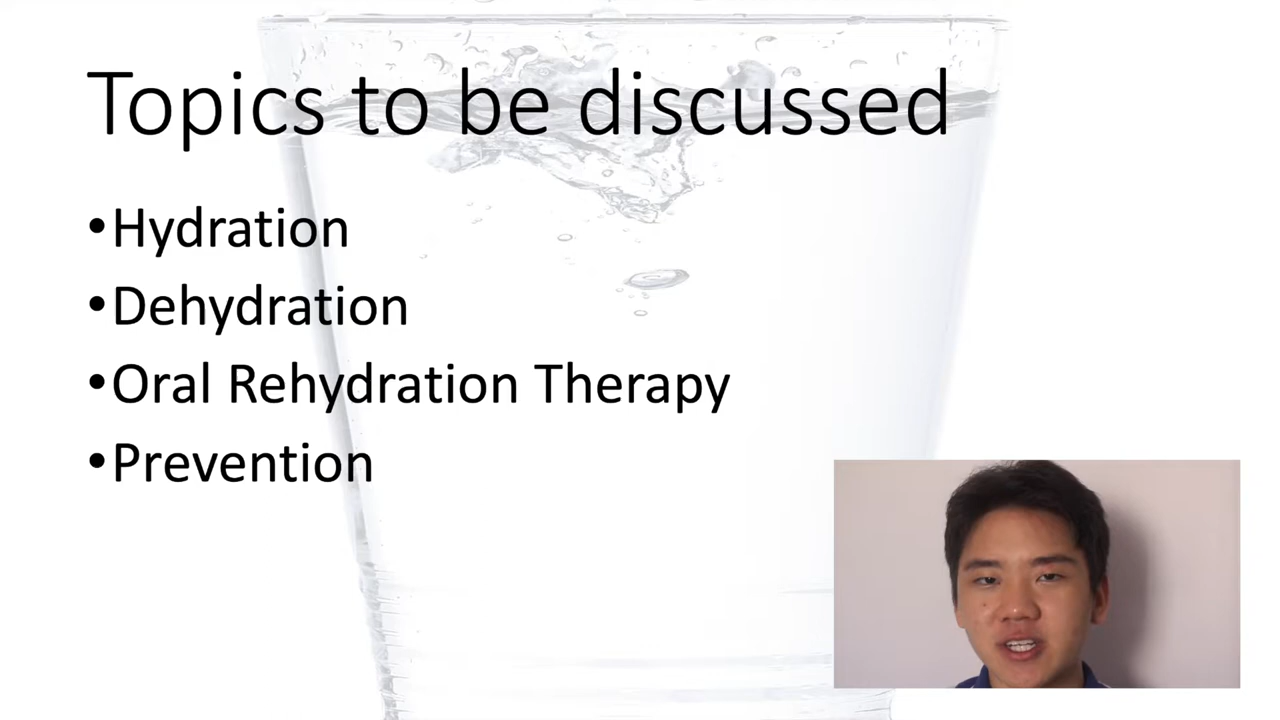 Topics to be discussed
•Hydration
•Dehydration
•Oral Rehydration Therapy
•Prevention